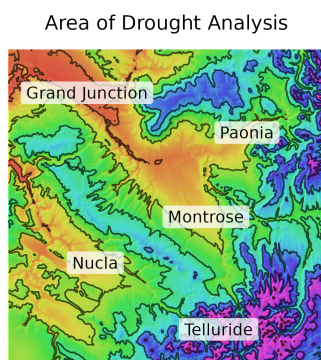 Area of Drought Analysis
Grand Junction
Paonia
Montrose
Nucla
Telluride